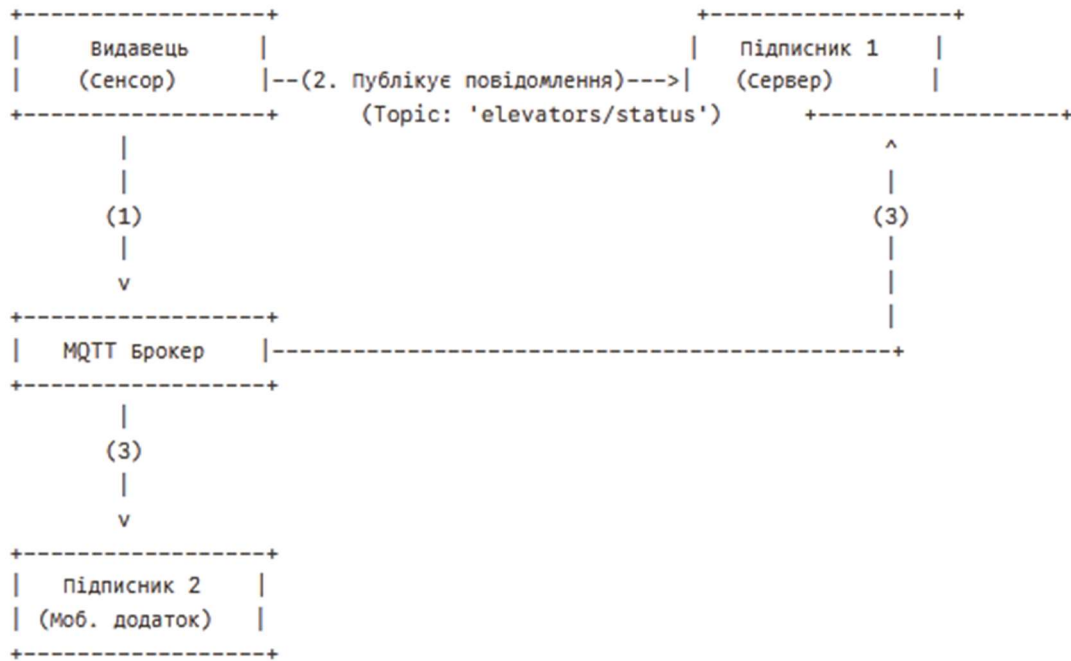 Видавець
Підписник 1
(Сенсор)
--(2. Публікує повідомлення)--->
(Сервер)
(Topic: 'elevators/status')
(1)
(3)
MQTT Брокер
(3)
Підписник 2
(Моб. додаток)